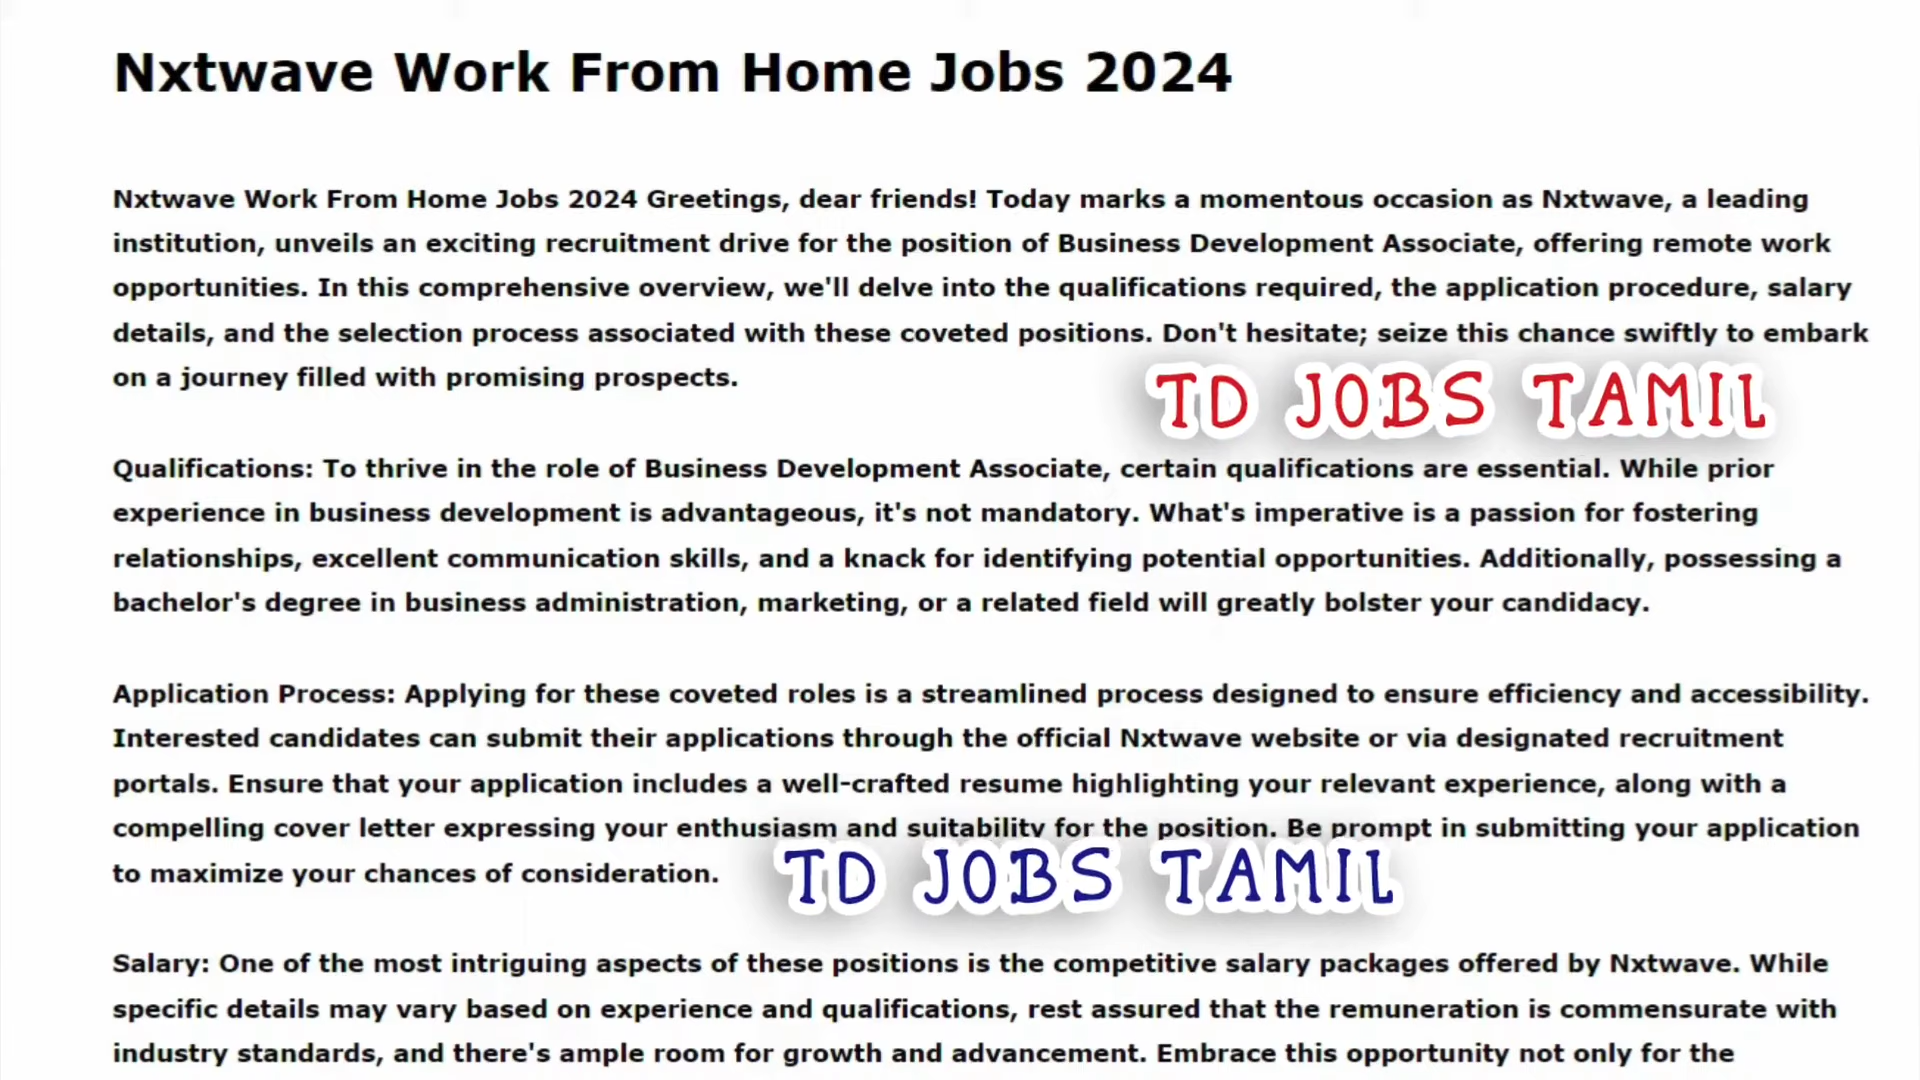 Nxtwave Work From Home Jobs 2024
Nxtwave Work From Home Jobs 2024 Greetings, dear friends! Today marks a momentous occasion as Nxtwave, a leading
institution, unveils an exciting recruitment drive for the position of Business Development Associate, offering remote work
opportunities. In this comprehensive overview, we'll delve into the qualifications required, the application procedure, salary
details, and the selection process associated with these coveted positions. Don't hesitate; seize this chance swiftly to embark
on a journey filled with promising prospects.
TD JOBS TAMIL
Qualifications: To thrive in the role of Business Development Associate, certain qualifications are essential. While prior
experience in business development is advantageous, it's not mandatory. What's imperative is a passion for fostering
relationships, excellent communication skills, and a knack for identifying potential opportunities. Additionally, possessing a
bachelor's degree in business administration, marketing, or a related field will greatly bolster your candidacy.
Application Process: Applying for these coveted roles is a streamlined process designed to ensure efficiency and accessibility.
Interested candidates can submit their applications through the official Nxtwave website or via designated recruitment
portals. Ensure that your application includes a well-crafted resume highlighting your relevant experience, along with a
compelling cover letter expressing your enthusiasm and suitability for the position. Be prompt in submitting your application
to maximize your chances of consideration.
TD JOBS TAMIL
Salary: One of the most intriguing aspects of these positions is the competitive salary packages offered by Nxtwave. While
specific details may vary based on experience and qualifications, rest assured that the remuneration is commensurate with
industry standards, and there's ample room for growth and advancement. Embrace this opportunity not only for the